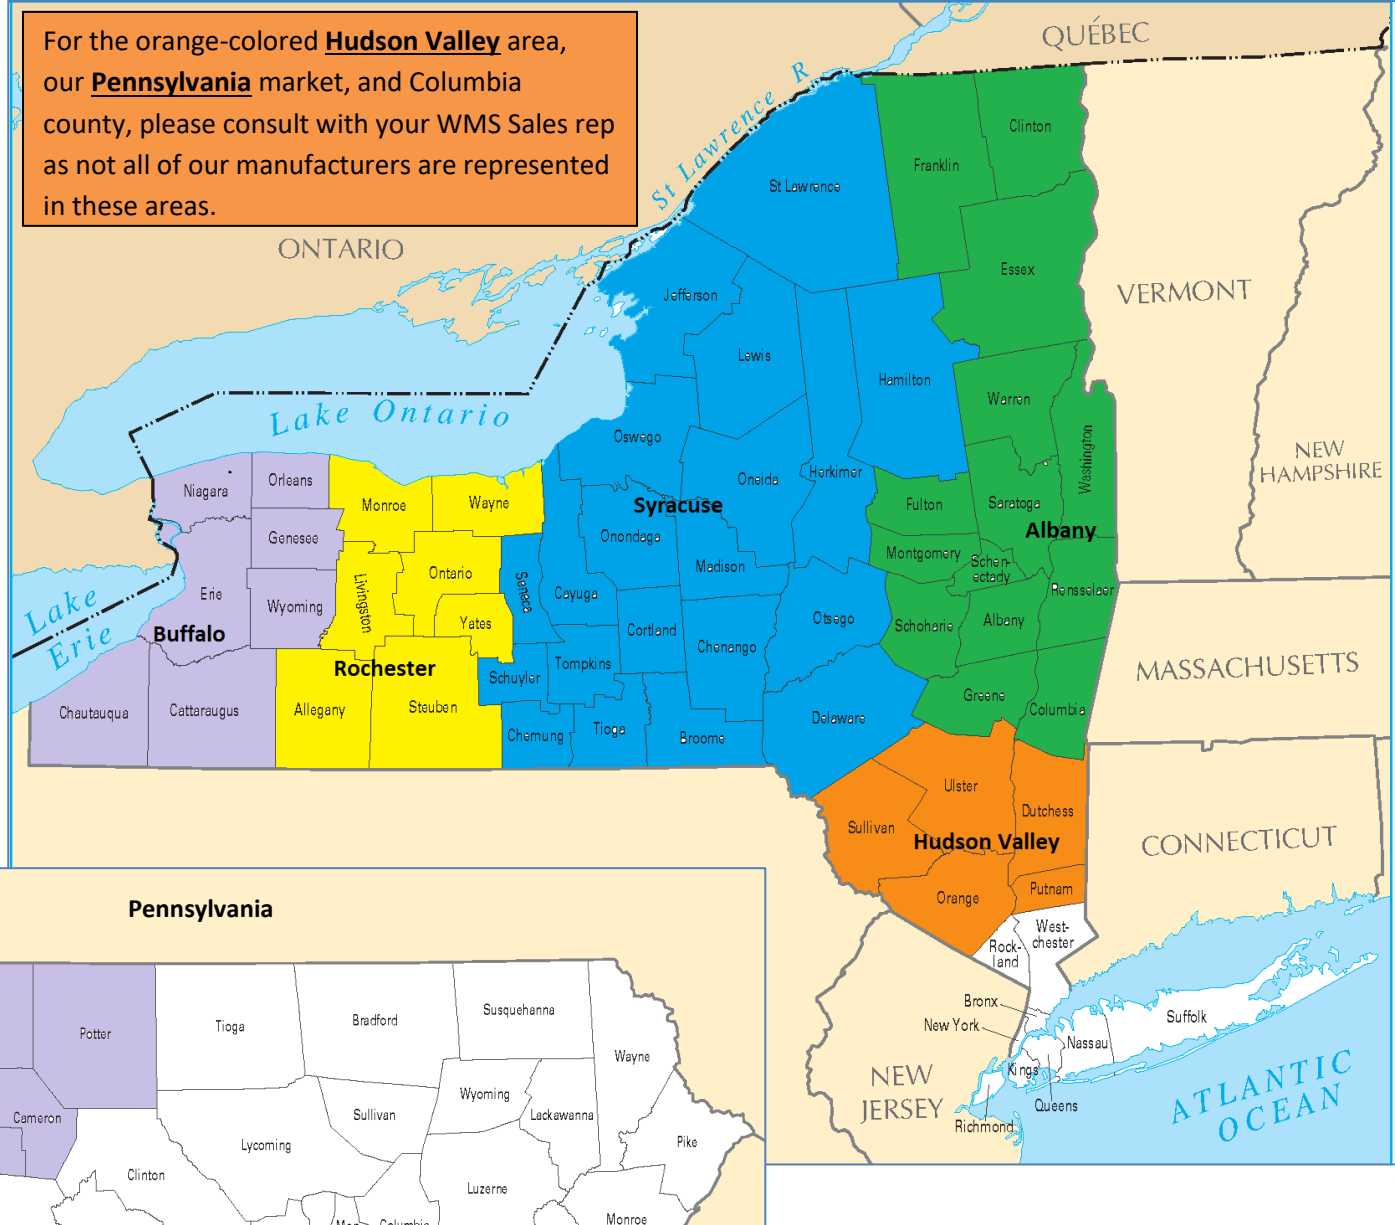 For the orange-colored Hudson Valley area,
our Pennsylvania market, and Columbia
county, please consult with your WMS Sales rep
as not all of our manufacturers are represented
in these areas.
QUÉBEC
St Lawrence R
ONTARIO
Clinton
Franklin
St Lawrence
Essex
VERMONT
Jefferson
Lewis
Hamilton
Warren
Washington
NEW
HAMPSHIRE
Lake Ontario
Oswego
Oneida
Herkimer
Niagara
Orleans
Monroe
Wayne
Syracuse
Fulton
Saratoga
Albany
Genesee
Onondaga
Montgomery
Schen-
ectady
Madison
Ontario
Livingston
Seneca
Cayuga
Rensselaer
Lake
Erie
Erie
Wyoming
Yates
Cortland
Chenango
Otsego
Schoharie
Albany
Buffalo
Rochester
Tompkins
Schuyler
MASSACHUSETTS
Chautauqua
Cattaraugus
Allegany
Steuben
Chemung
Tioga
Broome
Delaware
Greene
Columbia
Ulster
Dutchess
Sullivan
Hudson Valley
CONNECTICUT
Orange
Putnam
Rock-
land
West-
chester
Bronx
New York
Nassau
Suffolk
Kings
Queens
Richmond
NEW
JERSEY
ATLANTIC
OCEAN
Pennsylvania
Potter
Tioga
Bradford
Susquehanna
Wayne
Cameron
Sullivan
Wyoming
Lackawanna
Lycoming
Pike
Clinton
Luzerne
Monroe
Columbia